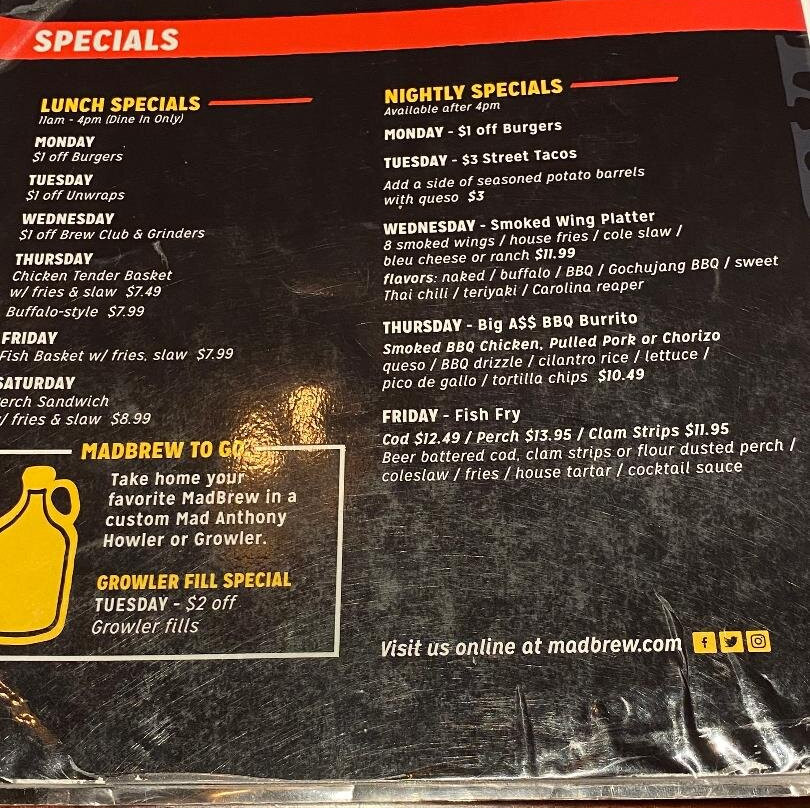 SPECIALS
LUNCH SPECIALS
11am - 4pm (Dine In Only)
MONDAY
$1 off Burgers
TUESDAY
$1 off Unwraps
WEDNESDAY
$1 off Brew Club & Grinders
THURSDAY
Chicken Tender Basket
w/ fries & slaw $7.49
Buffalo-style $7.99
FRIDAY
Fish Basket w/ fries, slaw $7.99
SATURDAY
erch Sandwich
/ fries & slaw $8.99
MADBREW TO GO
Take home your
favorite MadBrew in a
custom Mad Anthony
Howler or Growler.
GROWLER FILL SPECIAL
TUESDAY - $2 off
Growler fills
NIGHTLY SPECIALS
Available after 4pm
MONDAY - $1 off Burgers
TUESDAY - $3 Street Tacos
Add a side of seasoned potato barrels
with queso $3
WEDNESDAY - Smoked Wing Platter
8 smoked wings / house fries / cole slaw /
bleu cheese or ranch $11.99
flavors: naked / buffalo / BBQ / Gochujang BBQ / sweet
Thai chili / teriyaki / Carolina reaper
THURSDAY - Big A$$ BBQ Burrito
Smoked BBQ Chicken, Pulled Pork or Chorizo
queso / BBQ drizzle / cilantro rice / lettuce /
pico de gallo / tortilla chips $10.49
FRIDAY - Fish Fry
Cod $12.49 / Perch $13.95 / Clam Strips $11.95
Beer battered cod, clam strips or flour dusted perch /
coleslaw / fries / house tartar / cocktail sauce
Visit us online at madbrew.com